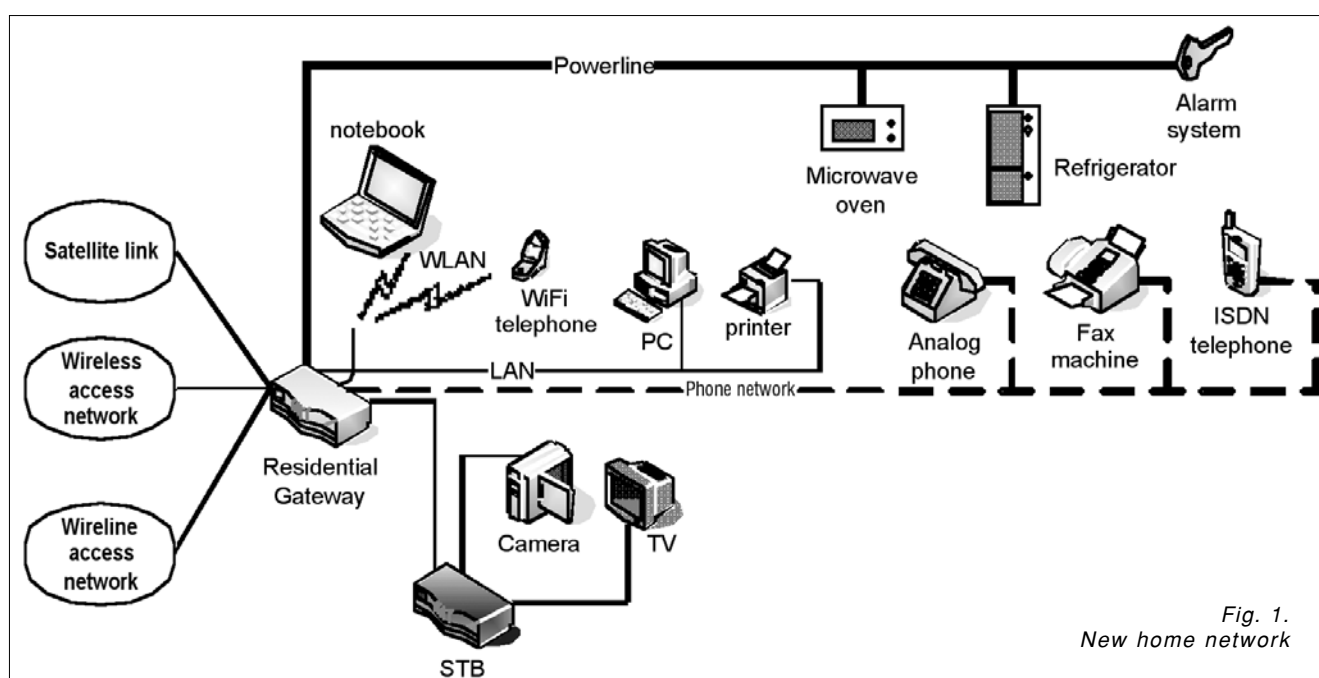 Powerline
Alarm
system
notebook
Microwave
oven
Refrigerator
Satellite link
WLAN
WiFi
telephone
PC
printer
Analog
phone
Fax
machine
ISDN
telephone
Wireless
access
network
LAN
Phone network
Residential
Gateway
Wireline
access
network
Camera
TV
STB
Fig. 1.
New home network